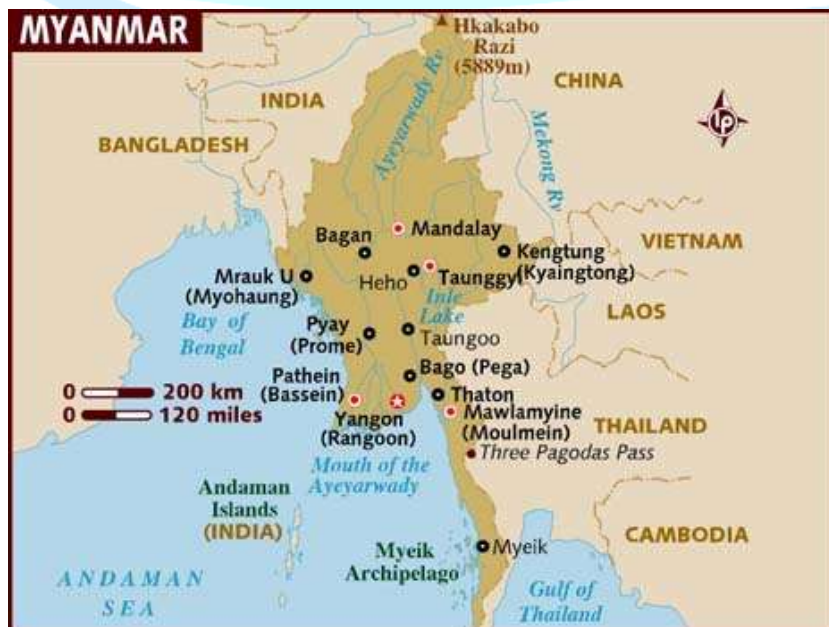 MYANMAR
Hkakabo
Razi
(5889m)
CHINA
INDIA
Ayeyarwady Rv
lp
BANGLADESH
Mekong Rv
Mandalay
Bagan
VIETNAM
Kengtung
(Kyaingtong)
Mrauk U
(Myohaung)
Heho
Taunggyi
Inle
Lake
LAOS
Bay of
Bengal
Pyay
(Prome)
Taungoo
Bago (Pega)
Pathein
(Bassein)
Thaton
0 200 km
0 120 miles
Yangon
(Rangoon)
Mawlamyine
(Moulmein)
THAILAND
Three Pagodas Pass
Mouth of the
Ayeyarwady
Andaman
Islands
(INDIA)
CAMBODIA
Myeik
Archipelago
Myeik
ANDAMAN
SEA
Gulf of
Thailand